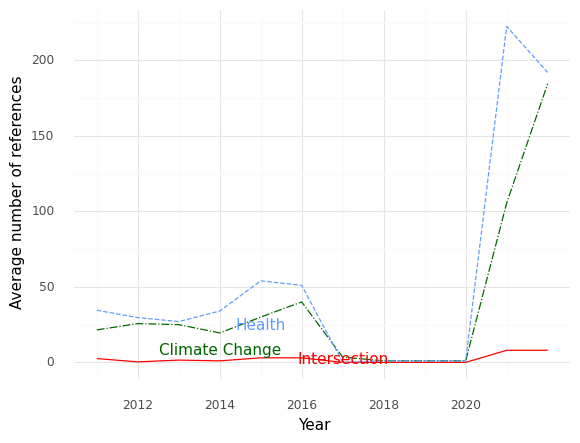 200
150
100
50
0
Average number of references
Health
Climate Change
Intersection
2012 2014 2016 2018 2020
Year